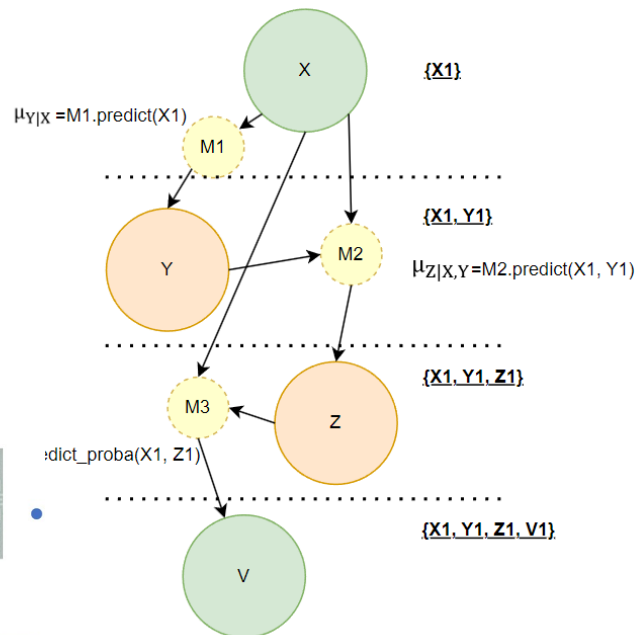 X
{X1}
μY|X =M1.predict(X1)
M1
{X1, Y1}
Y
M2
μZ|X,Y=M2.predict(X1, Y1)
{X1, Y1, Z1}
M3
Z
edict_proba(X1, Z1)
{X1, Y1, Z1, V1}
V